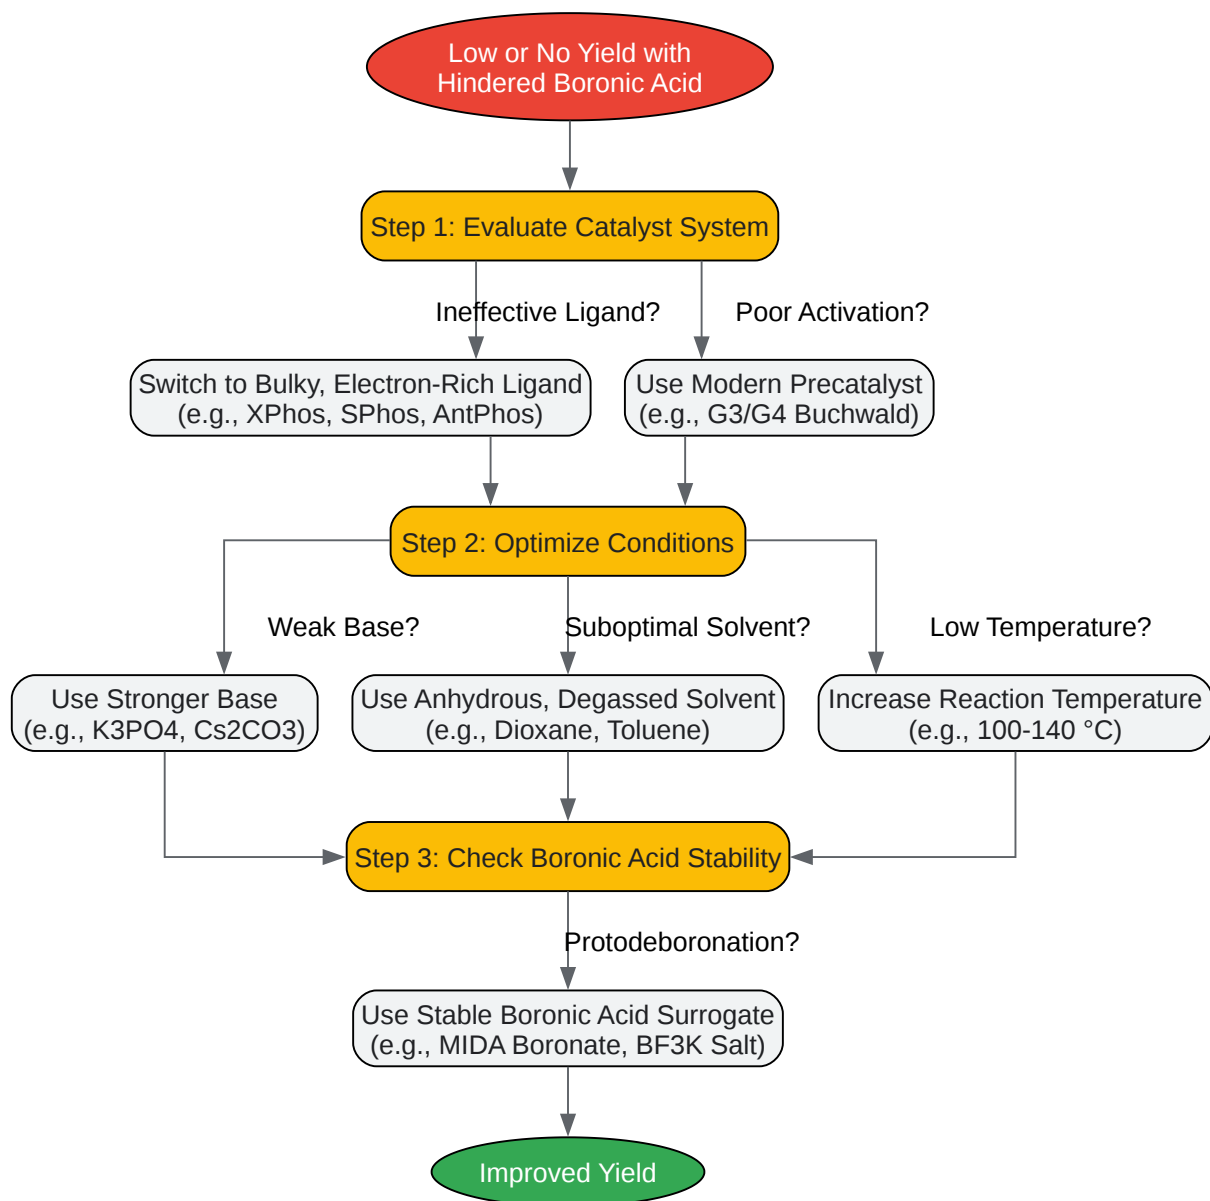 Low or No Yield with
Hindered Boronic Acid
Step 1: Evaluate Catalyst System
Ineffective Ligand?
Poor Activation?
Switch to Bulky, Electron-Rich Ligand
(e.g., XPhos, SPhos, AntPhos)
Use Modern Precatalyst
(e.g., G3/G4 Buchwald)
Step 2: Optimize Conditions
Weak Base?
Suboptimal Solvent?
Low Temperature?
Use Stronger Base
(e.g., K3PO4, Cs2CO3)
Use Anhydrous, Degassed Solvent
(e.g., Dioxane, Toluene)
Increase Reaction Temperature
(e.g., 100-140 °C)
Step 3: Check Boronic Acid Stability
Protodeboronation?
Use Stable Boronic Acid Surrogate
(e.g., MIDA Boronate, BF3K Salt)
Improved Yield